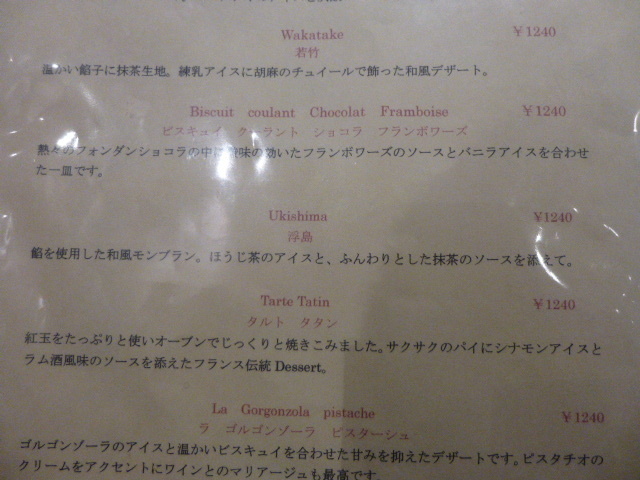 Wakatake ￥1240
若竹
温かい餡子に抹茶生地。練乳アイスに胡麻のチュイールで飾った和風デザート。
Biscuit coulant Chocolat Framboise ￥1240
ビスキュイ クーラント ショコラ フランボワーズ
熱々のフォンダンショコラの中に酸味の効いたフランボワーズのソースとバニラアイスを合わせ
た一皿です。
Ukishima ￥1240
浮島
餡を使用した和風モンブラン。ほうじ茶のアイスと、ふんわりとした抹茶のソースを添えて。
Tarte Tatin ￥1240
タルト タタン
紅玉をたっぷりと使いオーブンでじっくりと焼きこみました。サクサクのパイにシナモンアイスと
ラム酒風味のソースを添えたフランス伝統 Dessert。
La Gorgonzola pistache ￥1240
ラ ゴルゴンゾーラ ピスターシュ
ゴルゴンゾーラのアイスと温かいビスキュイを合わせた甘みを抑えたデザートです。ピスタチオの
クリームをアクセントにワインとのマリアージュも最高です。